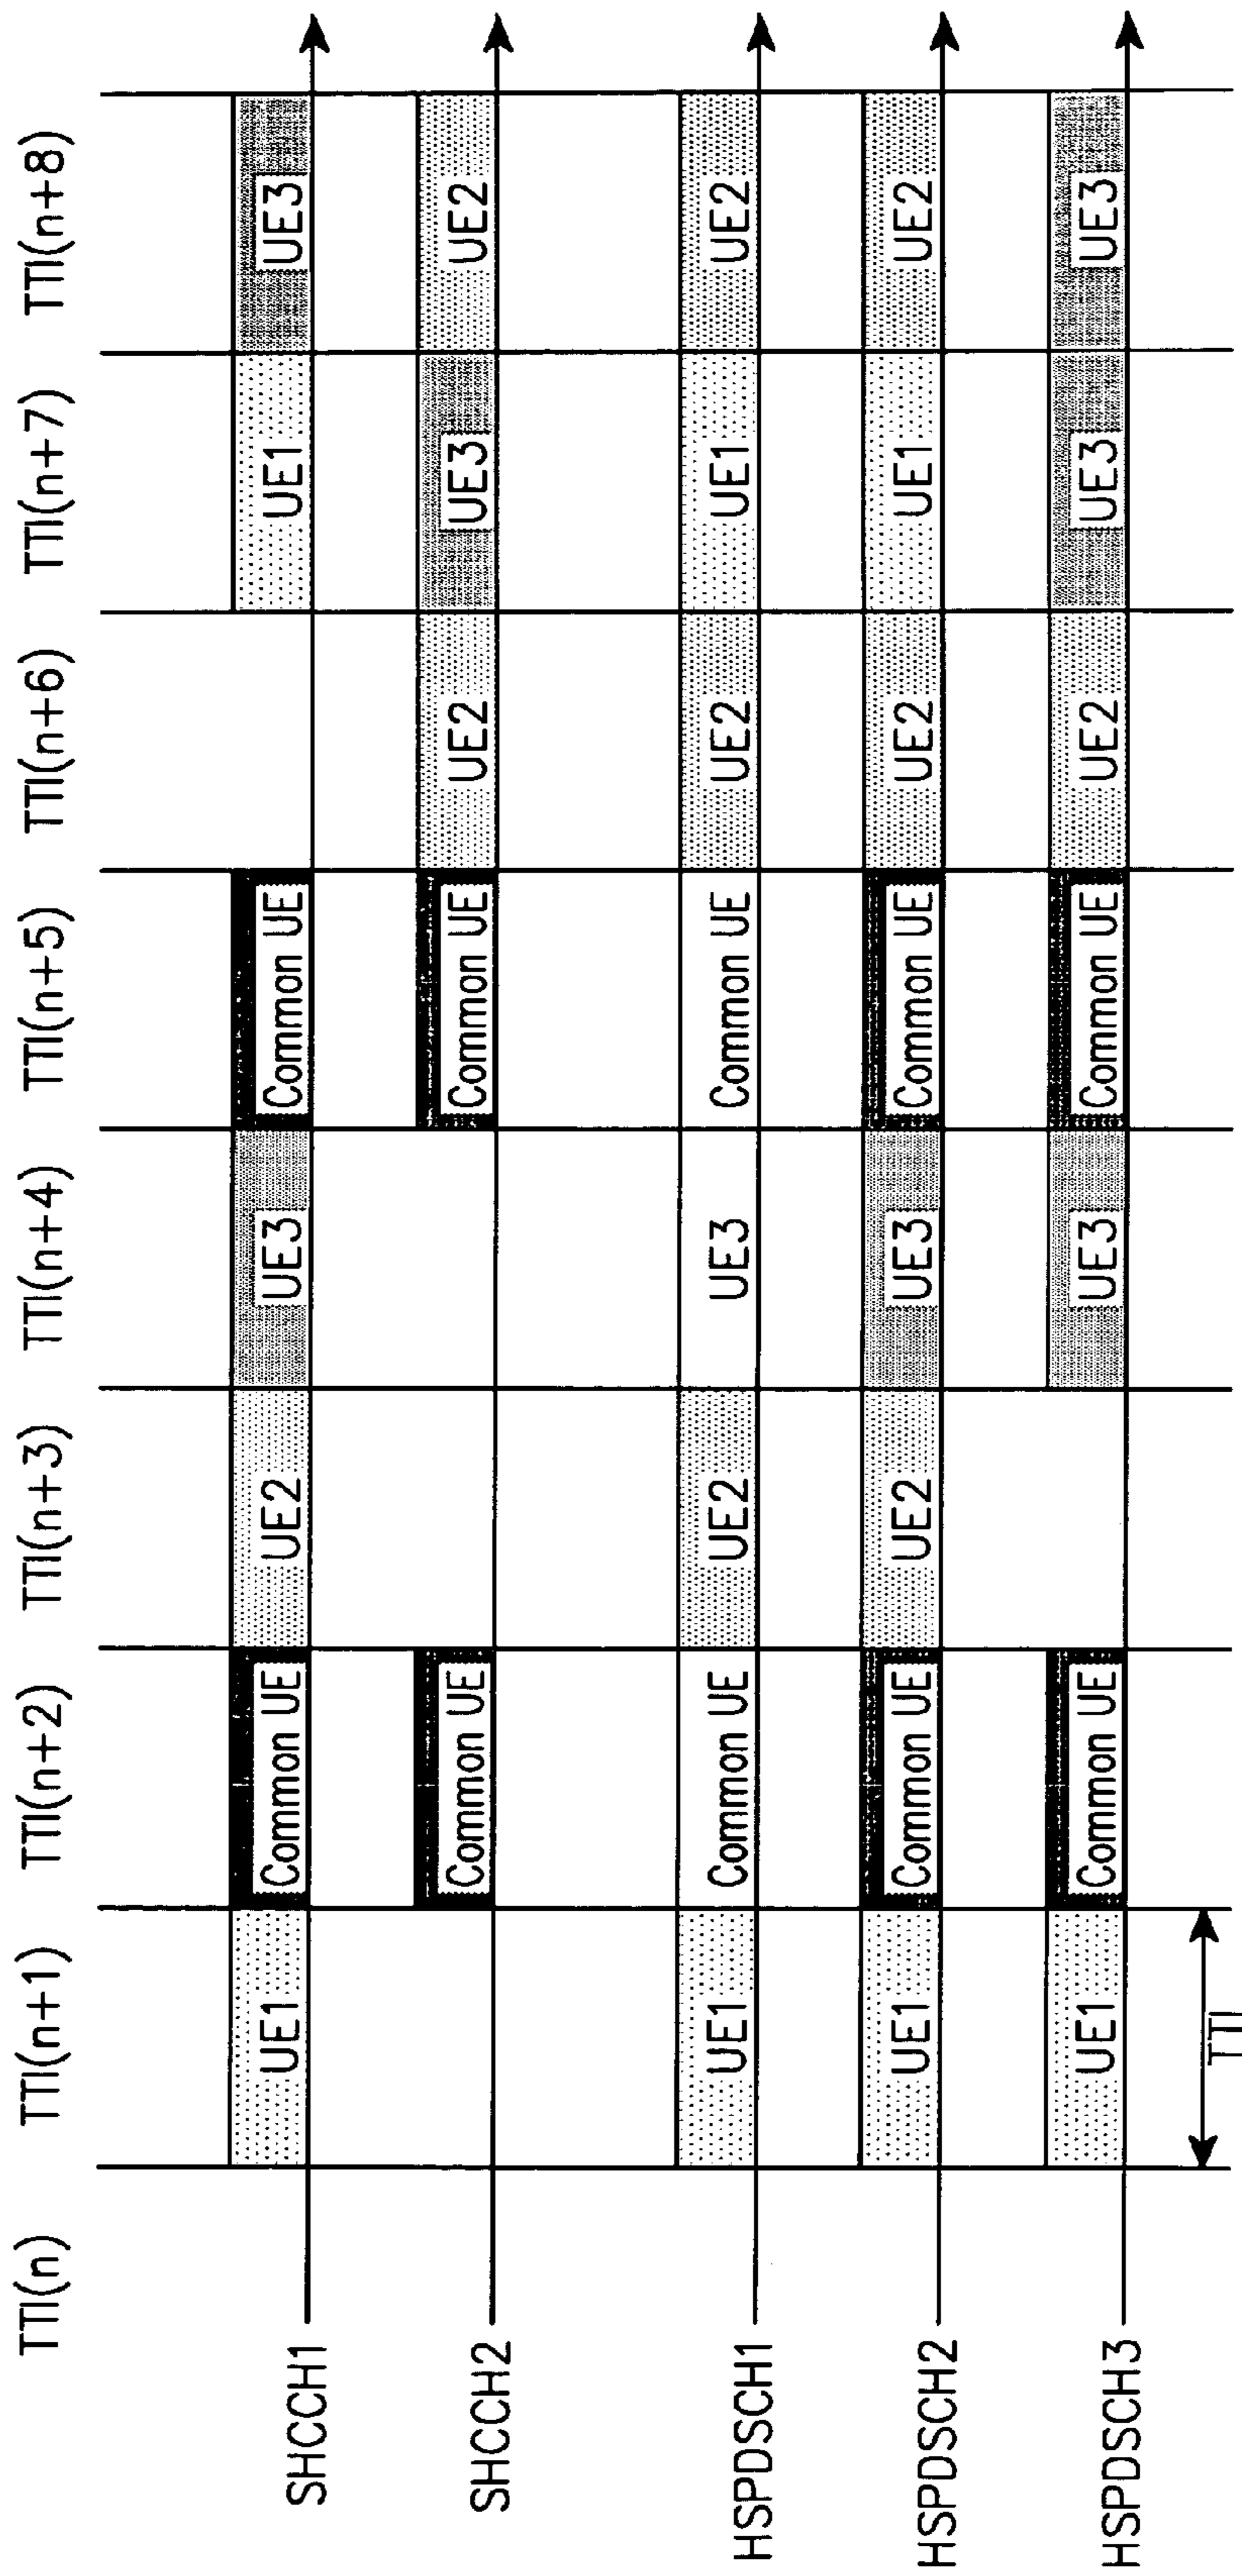 TTI(n) TTI(n+1) TTI(n+2) TTI(n+3) TTI(n+4) TTI(n+5) TTI(n+6) TTI(n+7) TTI(n+8)
SHCCH1 UE1 Common UE UE2 UE3 Common UE UE1 UE3
SHCCH2 Common UE Common UE UE2 UE3 UE2
HSPDSCH1 UE1 Common UE UE2 UE3 Common UE UE2 UE1 UE2
HSPDSCH2 UE1 Common UE UE2 UE3 Common UE UE2 UE1 UE2
HSPDSCH3 UE1 Common UE UE3 Common UE UE2 UE3 UE3
TTI